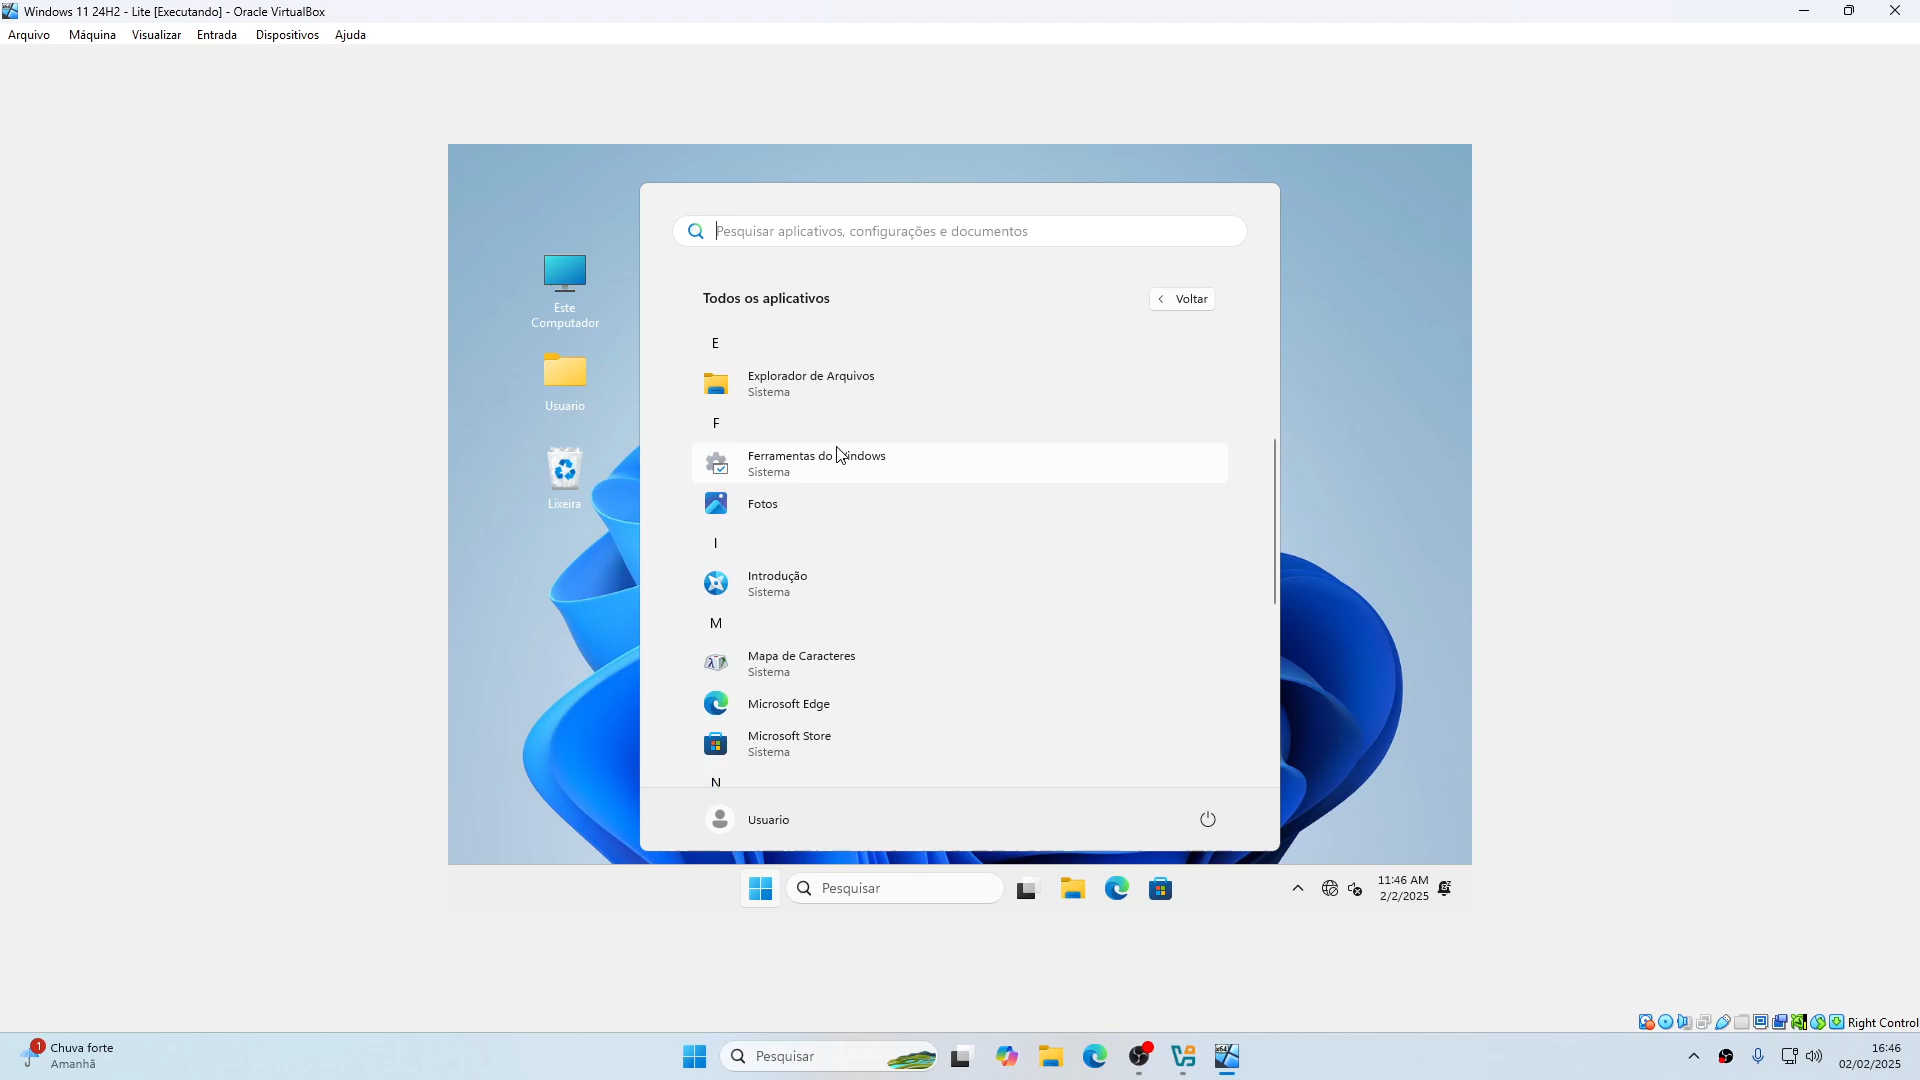 Windows 11 24H2 - Lite [Executando] - Oracle VirtualBox
Arquivo Máquina Visualizar Entrada Dispositivos Ajuda
Pesquisar aplicativos, configurações e documentos
Este
Computador
Usuario
Lixeira
Todos os aplicativos
Voltar
E
Explorador de Arquivos
Sistema
F
Ferramentas do Windows
Sistema
Fotos
I
Introdução
Sistema
M
Mapa de Caracteres
Sistema
Microsoft Edge
Microsoft Store
Sistema
N
Usuario
Pesquisar
11:46 AM
2/2/2025
Right Control
1
Chuva forte
Amanhã
Pesquisar
16:46
02/02/2025